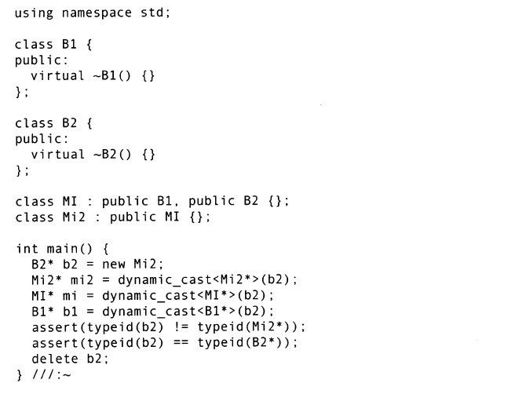 using namespace std;
class B1 {
public:
  virtual ~B1() {}
};
class B2 {
public:
  virtual ~B2() {}
};
class MI : public B1, public B2 {};
class Mi2 : public MI {};
int main() {
  B2* b2 = new Mi2;
  Mi2* mi2 = dynamic_cast<Mi2*>(b2);
  MI* mi = dynamic_cast<MI*>(b2);
  B1* b1 = dynamic_cast<B1*>(b2);
  assert(typeid(b2) != typeid(Mi2*));
  assert(typeid(b2) == typeid(B2*));
  delete b2;
} ///:~